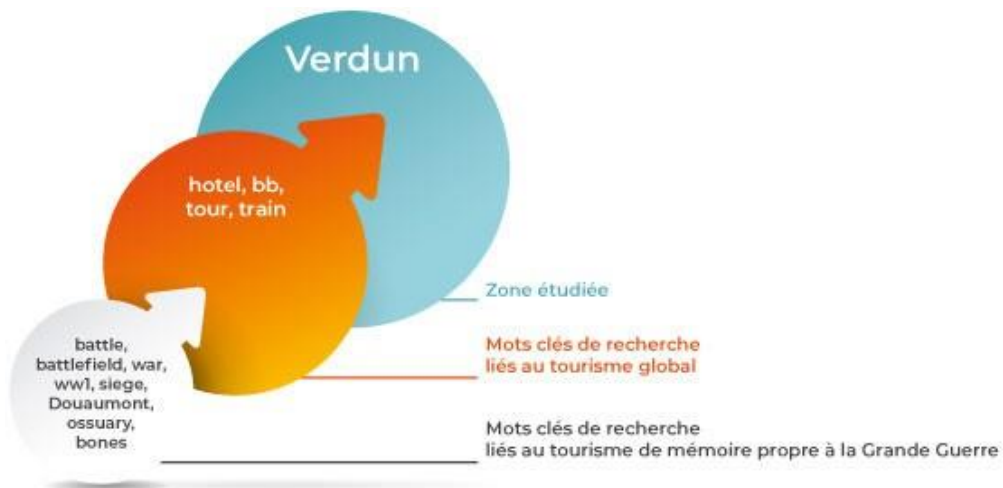 Verdun
hotel, bb,
tour, train
Zone étudiée
battle,
battlefield, war,
ww1, siege,
Douaumont,
ossuary,
bones
Mots clés de recherche
liés au tourisme global
Mots clés de recherche
liés au tourisme de mémoire propre à la Grande Guerre